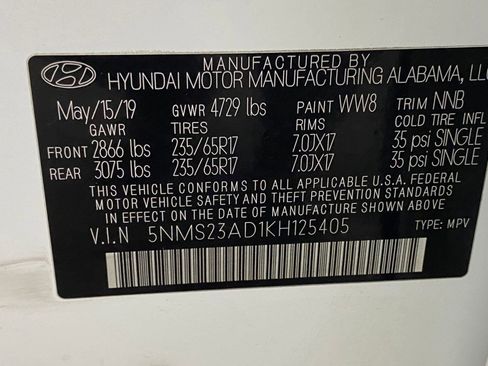 MANUFACTURED BY
HYUNDAI MOTOR MANUFACTURING ALABAMA, LLC
May/15/19 GVWR 4729 lbs PAINT WW8 TRIM NNB
GAWR TIRES RIMS COLD TIRE INFL
FRONT 2866 lbs 235/65R17 7.0JX17 35 psi SINGLE
REAR 3075 lbs 235/65R17 7.0JX17 35 psi SINGLE
THIS VEHICLE CONFORMS TO ALL APPLICABLE U.S.A. FEDERAL
MOTOR VEHICLE SAFETY AND THEFT PREVENTION STANDARDS
IN EFFECT ON THE DATE OF MANUFACTURE SHOWN ABOVE.
V.I.N 5NMS23AD1KH125405 TYPE: MPV